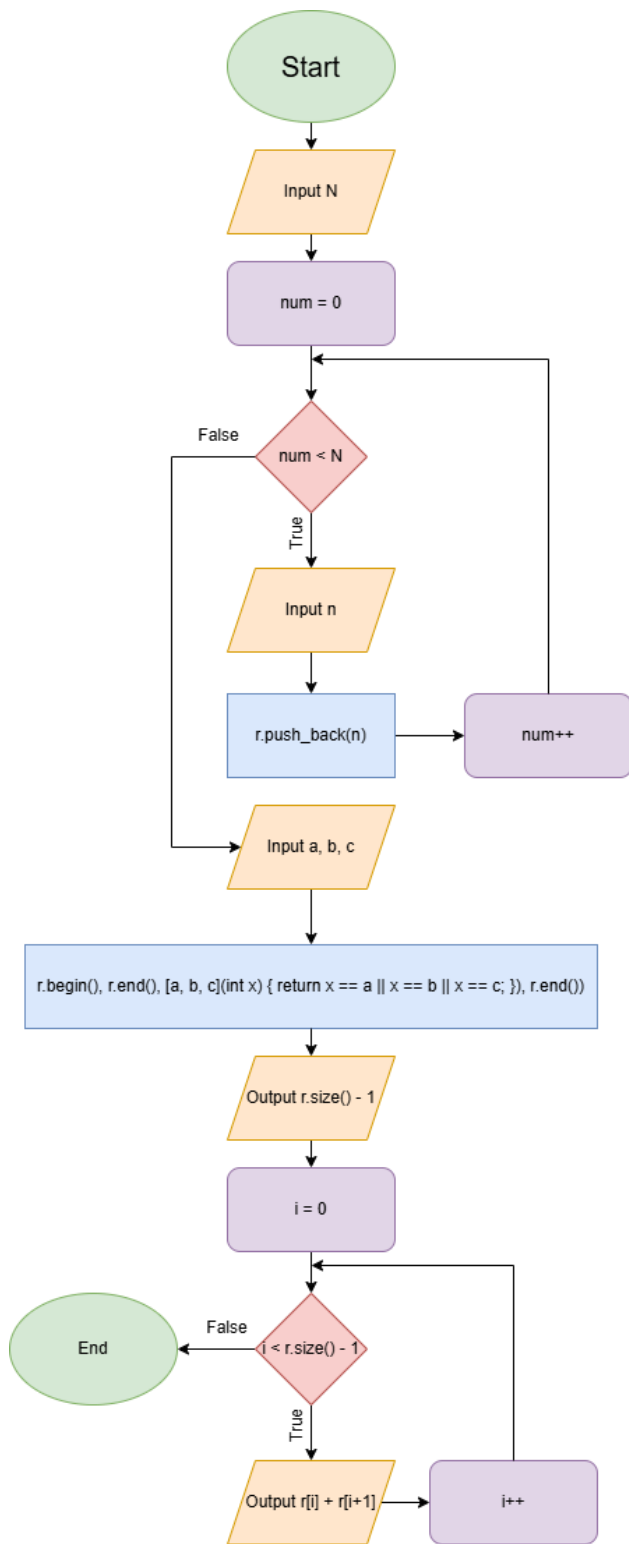 Start
Input N
num = 0
False
num < N
True
Input n
r.push_back(n)
num++
Input a, b, c
r.begin(), r.end(), [a, b, c](int x) { return x == a || x == b || x == c; }), r.end())
Output r.size() - 1
i = 0
End
False
i < r.size() - 1
True
Output r[i] + r[i+1]
i++